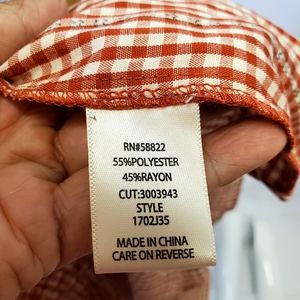 RN#58822
55%POLYESTER
45%RAYON
CUT:3003943
STYLE
1702J35
MADE IN CHINA
CARE ON REVERSE